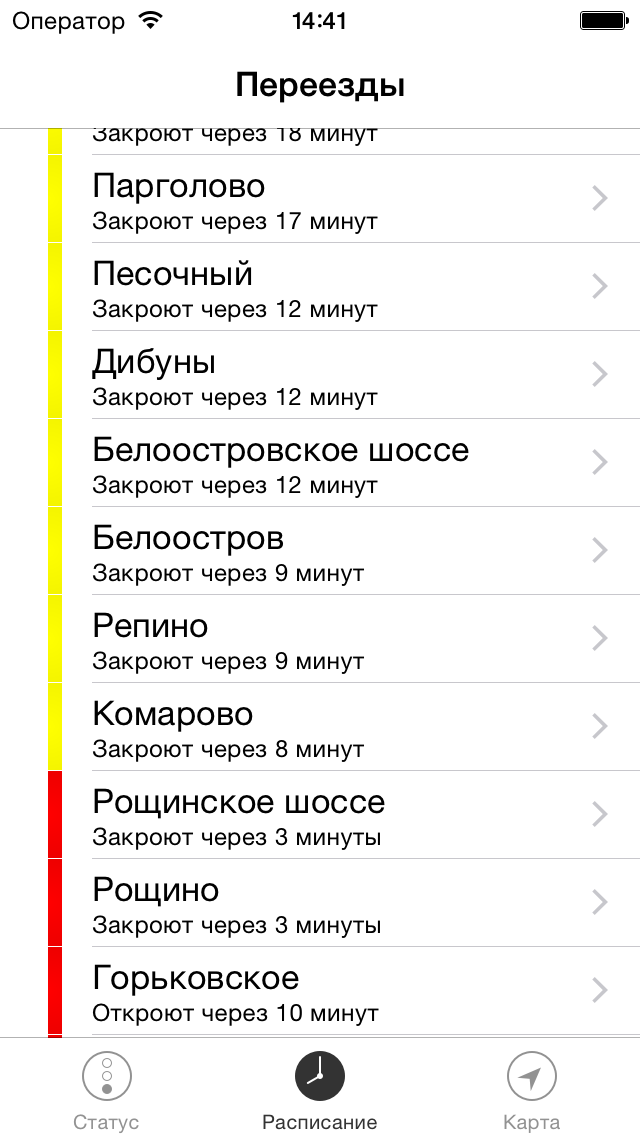 Оператор 14:41
Переезды
Закроют через 18 минут
Парголово
Закроют через 17 минут
Песочный
Закроют через 12 минут
Дибуны
Закроют через 12 минут
Белоостровское шоссе
Закроют через 12 минут
Белоостров
Закроют через 9 минут
Репино
Закроют через 9 минут
Комарово
Закроют через 8 минут
Рощинское шоссе
Закроют через 3 минуты
Рощино
Закроют через 3 минуты
Горьковское
Откроют через 10 минут
Статус Расписание Карта